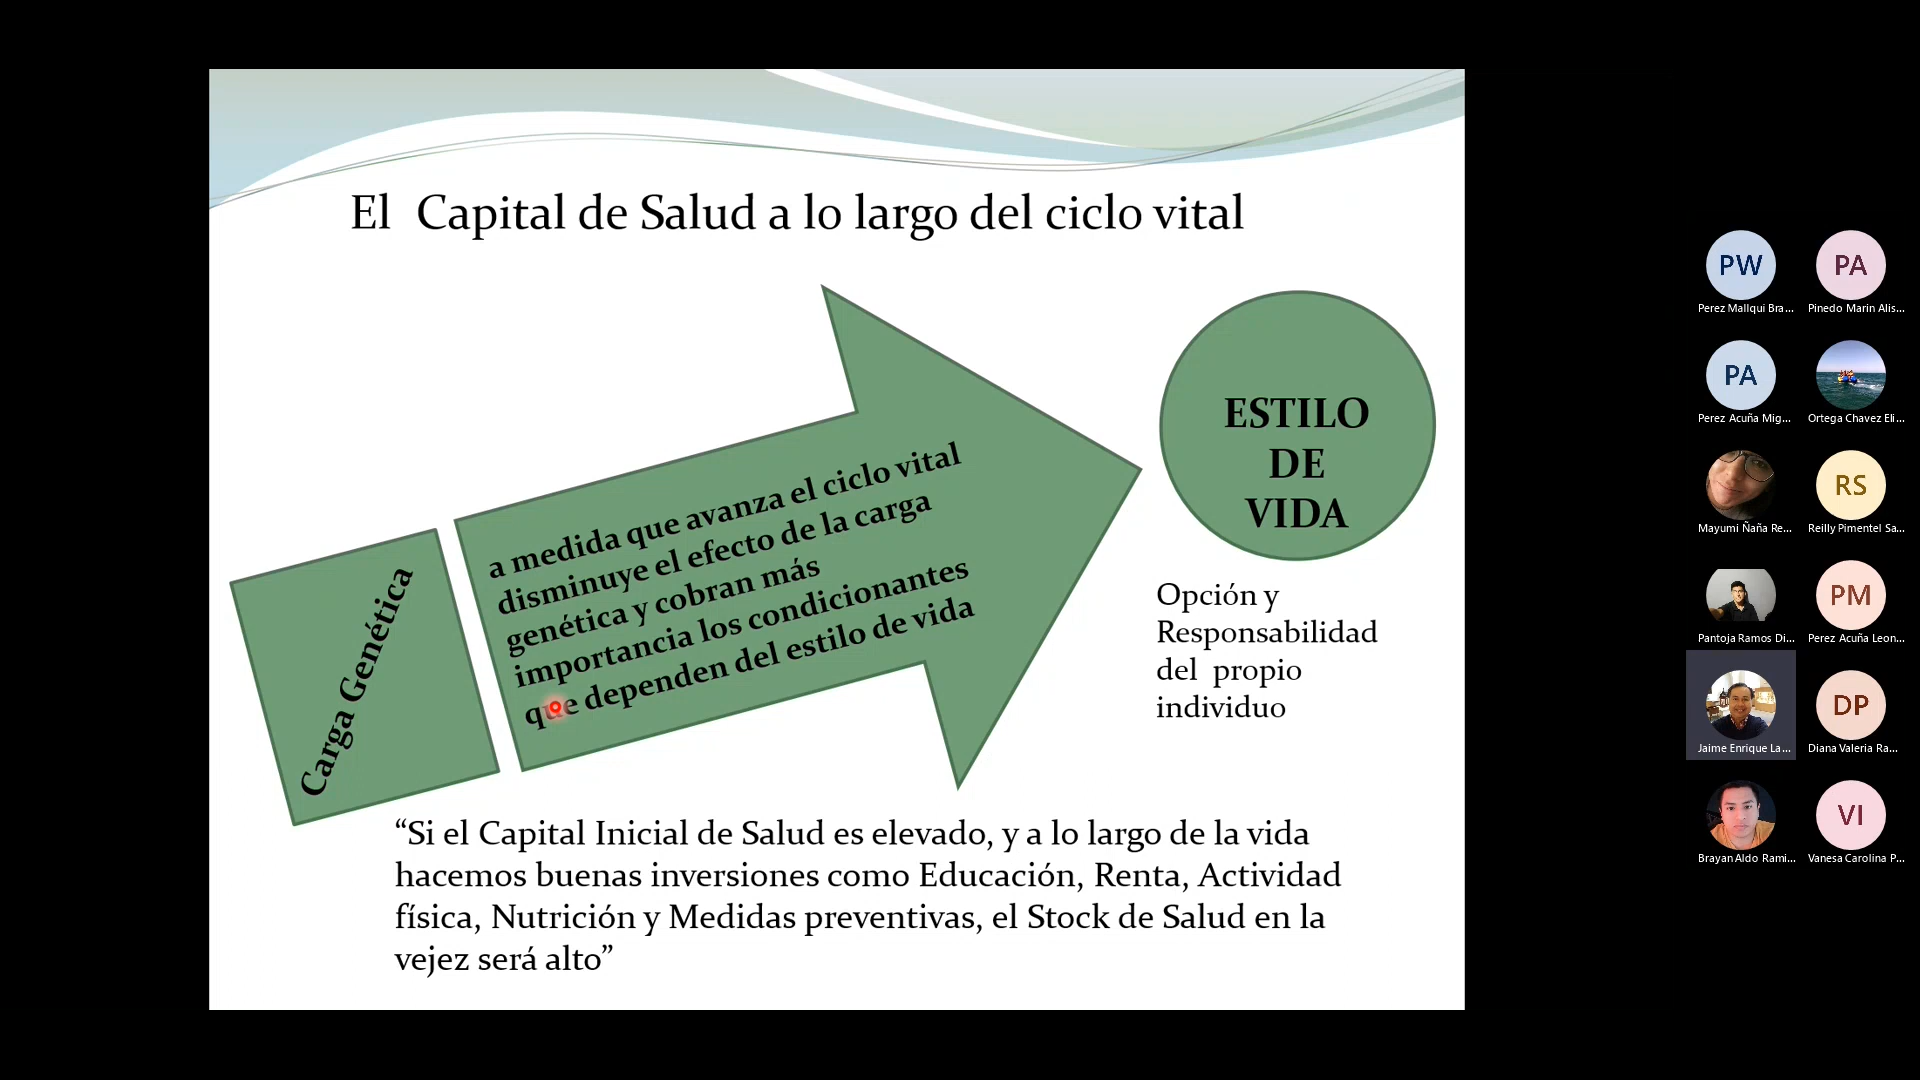 El Capital de Salud a lo largo del ciclo vital
Carga Genética
a medida que avanza el ciclo vital
disminuye el efecto de la carga
genética y cobran más
importancia los condicionantes
que dependen del estilo de vida
ESTILO
DE
VIDA
Opción y
Responsabilidad
del propio
individuo
“Si el Capital Inicial de Salud es elevado, y a lo largo de la vida
hacemos buenas inversiones como Educación, Renta, Actividad
física, Nutrición y Medidas preventivas, el Stock de Salud en la
vejez será alto”
PW
Perez Mallqui Bra...
PA
Pinedo Marin Alis...
PA
Perez Acuña Mig...
Ortega Chavez Eli...
Mayumi Ñaña Re...
RS
Reilly Pimentel Sa...
Pantoja Ramos Di...
PM
Perez Acuña Leon...
Jaime Enrique La...
DP
Diana Valeria Ra...
Brayan Aldo Rami...
VI
Vanesa Carolina P...